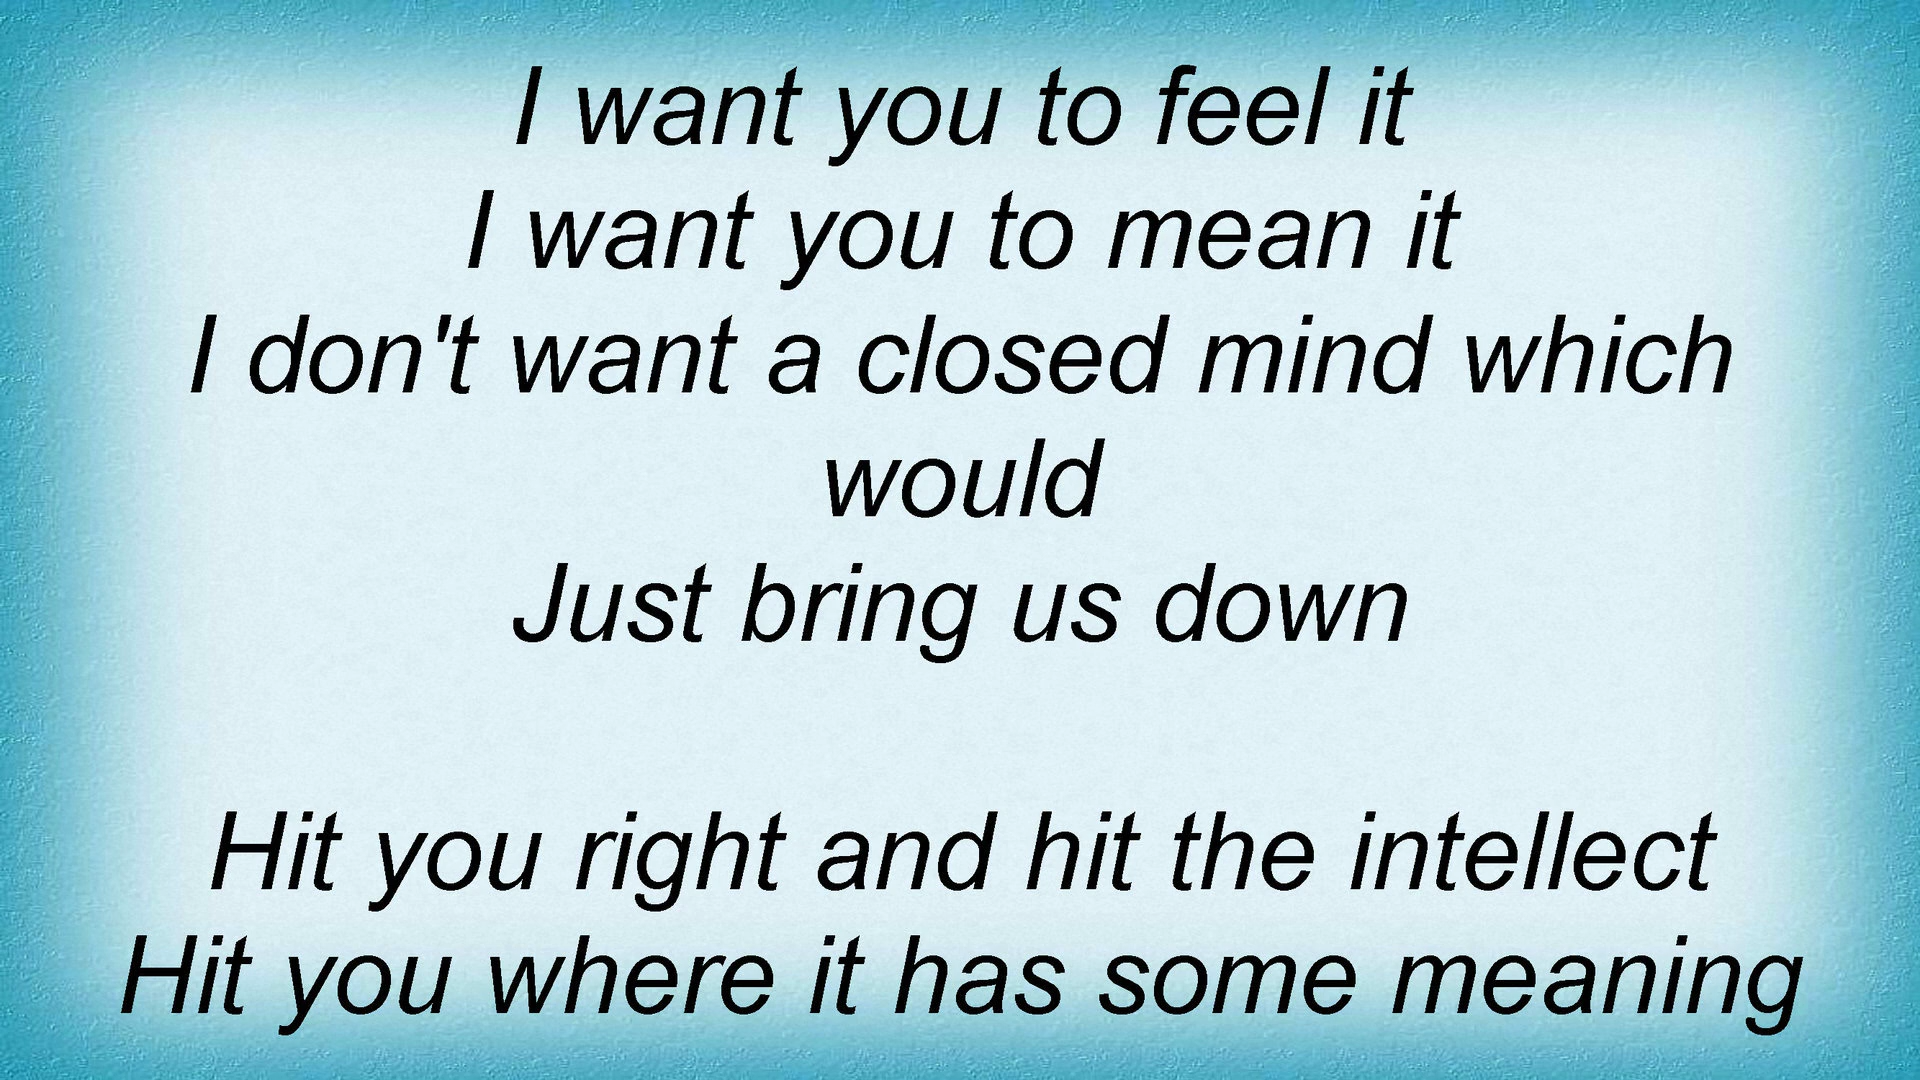 I want you to feel it
I want you to mean it
I don't want a closed mind which
would
Just bring us down
Hit you right and hit the intellect
Hit you where it has some meaning